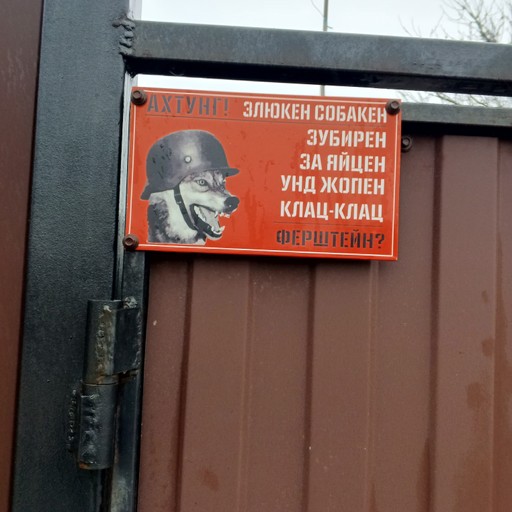 АХТУНГ! ЗЛЮКЕН СОБАКЕН
ЗУБИРЕН
ЗА ЯЙЦЕН
УНД ЖОПЕН
КЛАЦ-КЛАЦ
ФЕРШТЕЙН?